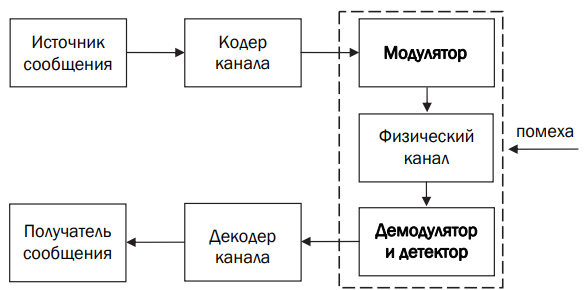 Источник
сообщения
Кодер
канала
Модулятор
Физический
канал
помеха
Получатель
сообщения
Декодер
канала
Демодулятор
и детектор